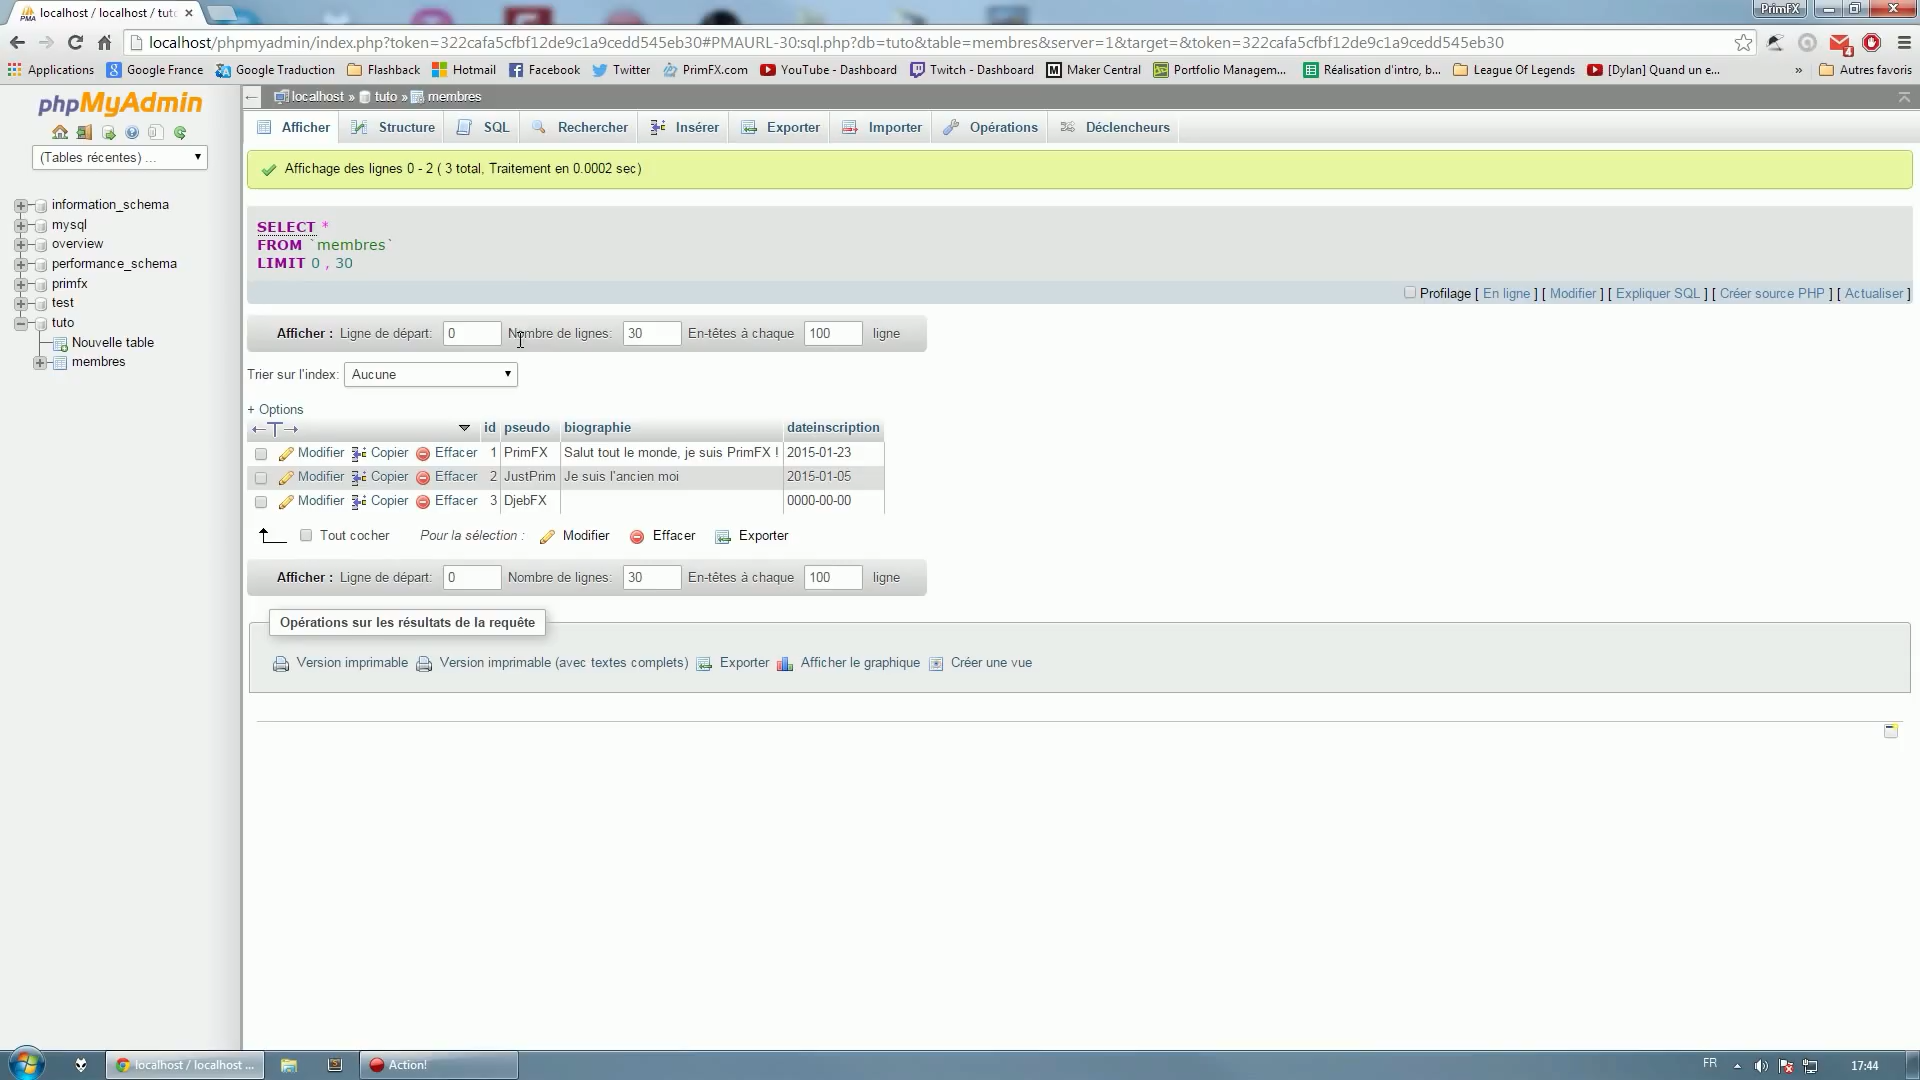 localhost / localhost / tuto
PrimFX
localhost/phpmyadmin/index.php?token=322cafa5cfbf12de9c1a9cedd545eb30#PMAURL-30:sql.php?db=tuto&table=membres&server=1&target=&token=322cafa5cfbf12de9c1a9cedd545eb30
4
Applications Google France Google Traduction Flashback Hotmail Facebook Twitter PrimFX.com YouTube - Dashboard Twitch - Dashboard Maker Central Portfolio Managem... Réalisation d'intro, b... League Of Legends [Dylan] Quand un e... » Autres favoris
phpMyAdmin
(Tables récentes) ...
information_schema
mysql
overview
performance_schema
primfx
test
tuto
Nouvelle table
membres
localhost » tuto » membres
Afficher Structure SQL Rechercher Insérer Exporter Importer Opérations Déclencheurs
Affichage des lignes 0 - 2 ( 3 total, Traitement en 0.0002 sec)
SELECT *
FROM `membres`
LIMIT 0 , 30
Profilage [ En ligne ] [ Modifier ] [ Expliquer SQL ] [ Créer source PHP ] [ Actualiser ]
Afficher : Ligne de départ: 0 Nombre de lignes: 30 En-têtes à chaque 100 ligne
Trier sur l'index: Aucune
+ Options
←T→ id pseudo biographie dateinscription
Modifier Copier Effacer 1 PrimFX Salut tout le monde, je suis PrimFX ! 2015-01-23
Modifier Copier Effacer 2 JustPrim Je suis l'ancien moi 2015-01-05
Modifier Copier Effacer 3 DjebFX 0000-00-00
Tout cocher Pour la sélection : Modifier Effacer Exporter
Afficher : Ligne de départ: 0 Nombre de lignes: 30 En-têtes à chaque 100 ligne
Opérations sur les résultats de la requête
Version imprimable Version imprimable (avec textes complets) Exporter Afficher le graphique Créer une vue
localhost / localhost ... Action! FR 17:44